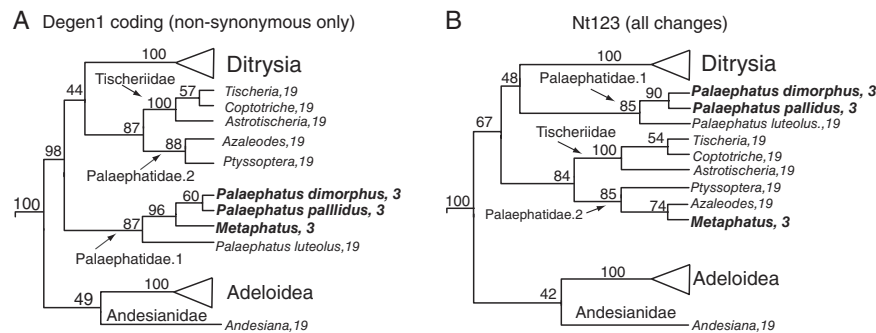 A Degen1 coding (non-synonymous only)
100
Ditrysia
44
Tischeriidae
57
Tischeria,19
100
Coptotriche,19
Astrotischeria,19
87
88
Azaleodes,19
Ptyssoptera,19
Palaephatidae.2
98
60
Palaephatus dimorphus, 3
96
Palaephatus palllidus, 3
Metaphatus, 3
87
Palaephatus luteolus,19
Palaephatidae.1
100
100
Adeloidea
49
Andesianidae
Andesiana,19
B Nt123 (all changes)
100
Ditrysia
48
Palaephatidae.1
90
Palaephatus dimorphus, 3
85
Palaephatus pallidus, 3
Palaephatus luteolus.,19
67
Tischeriidae
54
Tischeria,19
100
Coptotriche,19
Astrotischeria,19
84
Ptyssoptera,19
85
Azaleodes,19
Palaephatidae.2
74
Metaphatus, 3
100
100
Adeloidea
42
Andesianidae
Andesiana,19